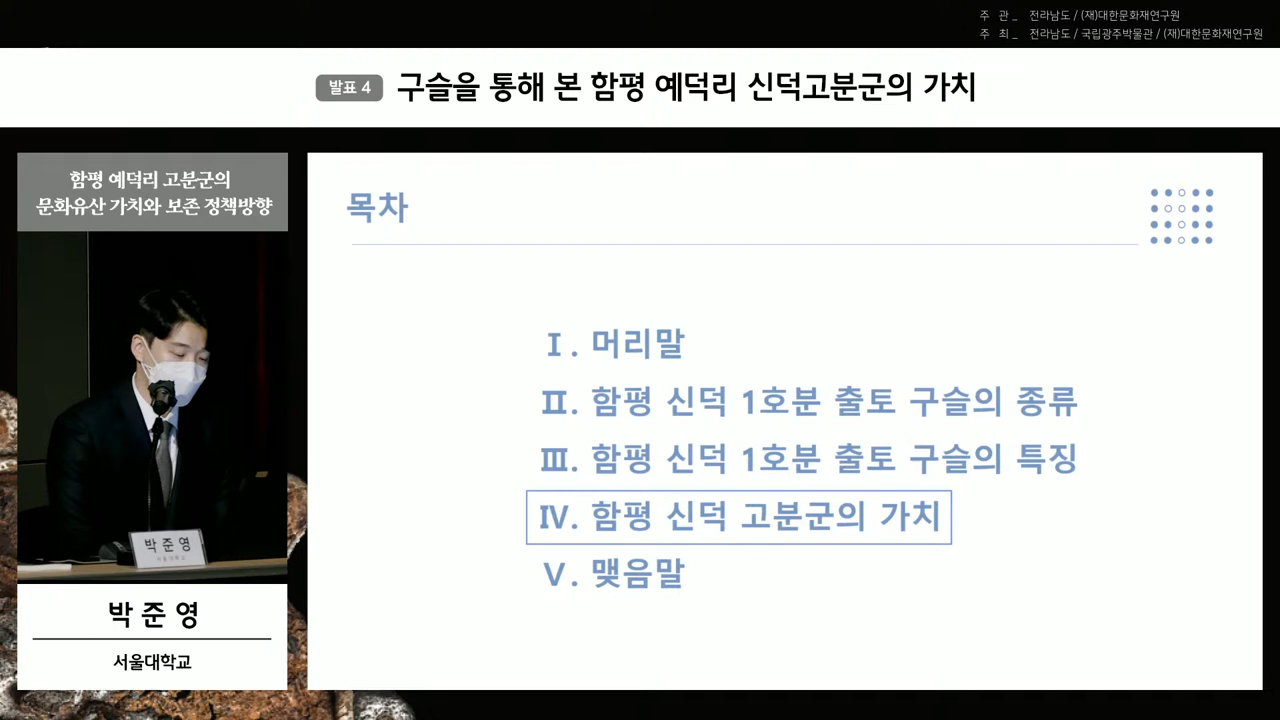 주 관 _ 전라남도 / (재)대한문화재연구원
주 최 _ 전라남도 / 국립광주박물관 / (재)대한문화재연구원
발표 4 구슬을 통해 본 함평 예덕리 신덕고분군의 가치
함평 예덕리 고분군의
문화유산 가치와 보존 정책방향
박준영
서울대학교
박 준 영
서울대학교
목차
Ⅰ. 머리말
Ⅱ. 함평 신덕 1호분 출토 구슬의 종류
Ⅲ. 함평 신덕 1호분 출토 구슬의 특징
Ⅳ. 함평 신덕 고분군의 가치
Ⅴ. 맺음말